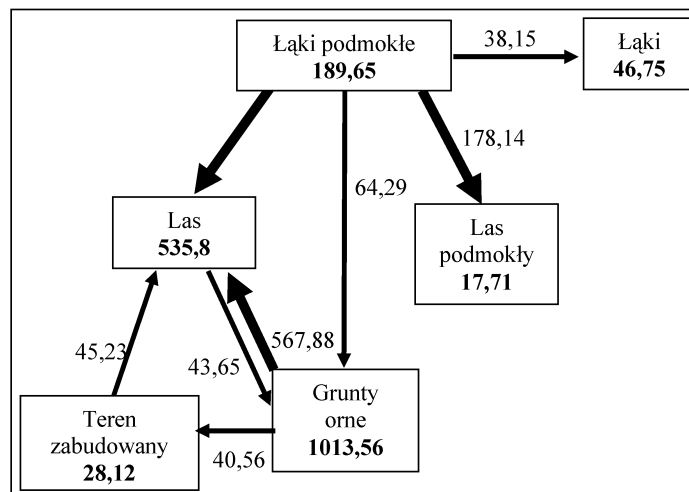 Łąki podmokłe
189,65
38,15
Łąki
46,75
178,14
64,29
Las
535,8
Las
podmokły
17,71
45,23
43,65
567,88
Grunty
orne
1013,56
Teren
zabudowany
28,12
40,56